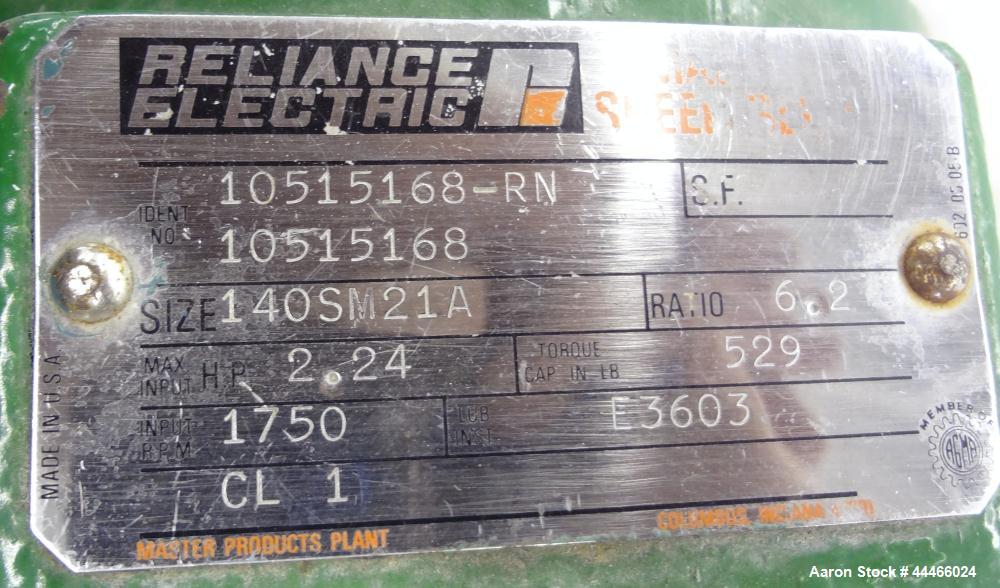 RELIANCE
ELECTRIC R
10515168-RN S.F.
IDENT
NO 10515168
SIZE 140SM21A RATIO 6.2
MAX
INPUT H.P. 2.24 TORQUE
CAP IN LB 529
INPUT
R.P.M 1750 LUB
INST. E3603
CL 1
MASTER PRODUCTS PLANT
COLUMBUS, INDIANA
MADE IN U.S.A.
MEMBER OF
AGMA
Aaron Stock # 44466024